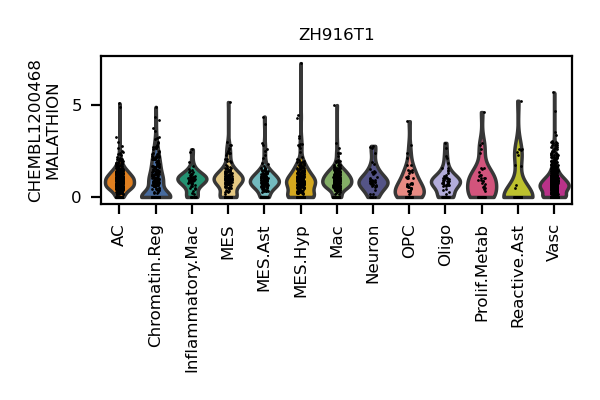 ZH916T1
CHEMBL1200468
MALATHION
5
0
AC
Chromatin.Reg
Inflammatory.Mac
MES
MES.Ast
MES.Hyp
Mac
Neuron
OPC
Oligo
Prolif.Metab
Reactive.Ast
Vasc